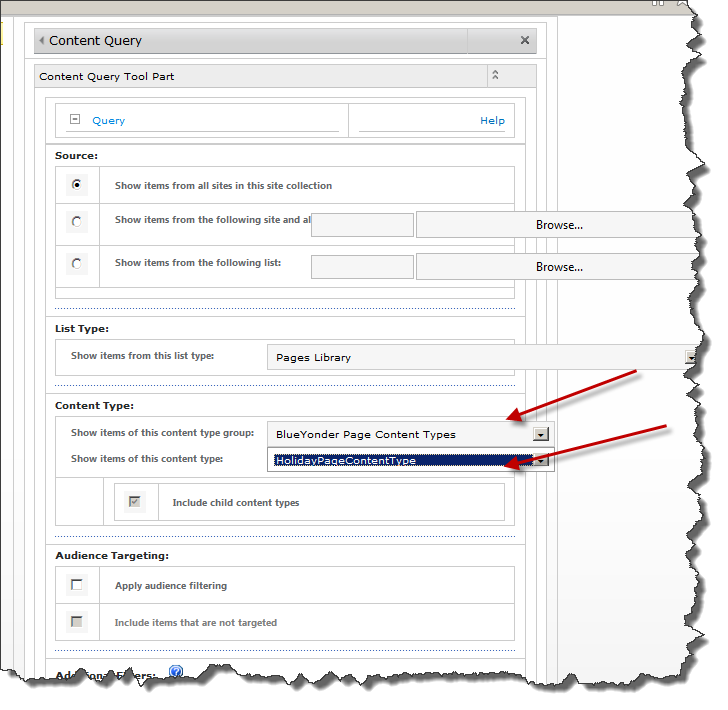 Content Query
Content Query Tool Part
Query
Help
Source:
Show items from all sites in this site collection
Show items from the following site and al
Browse...
Show items from the following list:
Browse...
List Type:
Show items from this list type:
Pages Library
Content Type:
Show items of this content type group:
BlueYonder Page Content Types
Show items of this content type:
HolidayPageContentType
Include child content types
Audience Targeting:
Apply audience filtering
Include items that are not targeted
Additional Filters: